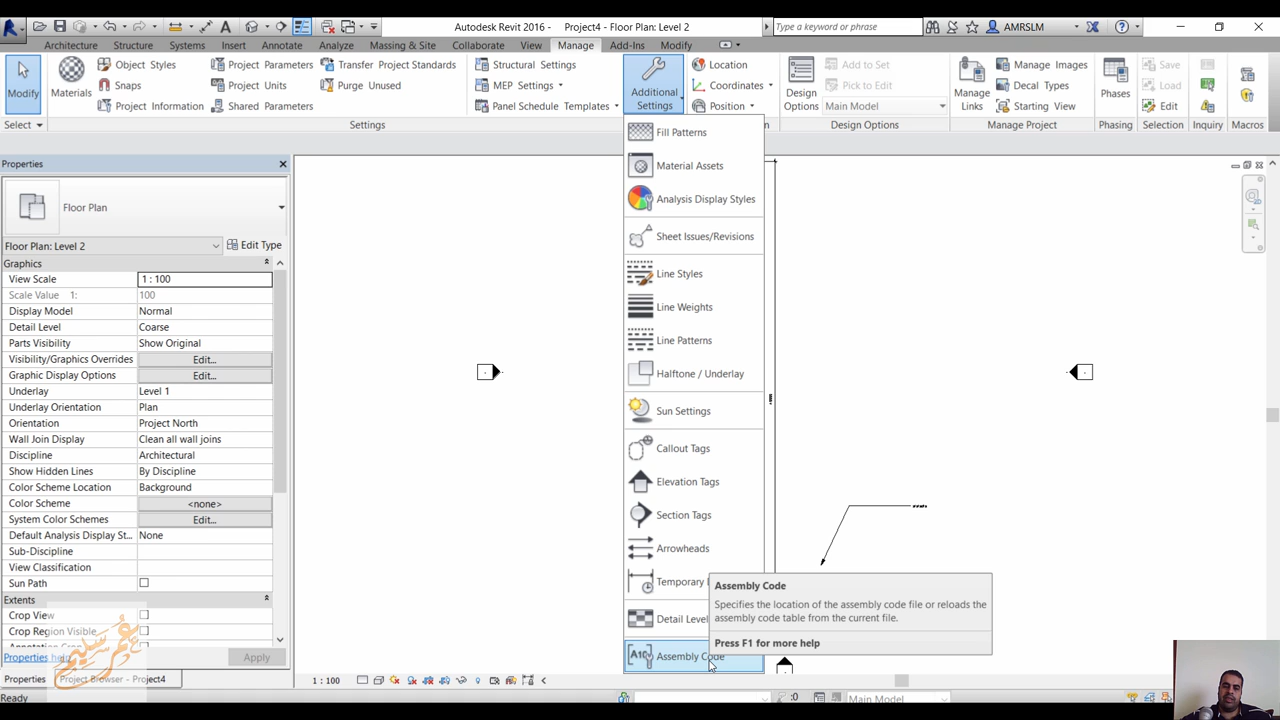 Autodesk Revit 2016 - Project4 - Floor Plan: Level 2
Type a keyword or phrase
AMRSLM
Architecture Structure Systems Insert Annotate Analyze Massing & Site Collaborate View Manage Add-Ins Modify
Modify
Materials
Object Styles
Snaps
Project Information
Project Parameters
Project Units
Shared Parameters
Transfer Project Standards
Purge Unused
Structural Settings
MEP Settings
Panel Schedule Templates
Additional Settings
Location
Coordinates
Position
Design Options
Add to Set
Pick to Edit
Main Model
Manage Links
Manage Images
Decal Types
Starting View
Phases
Save
Load
Edit
Select
Settings
Design Options
Manage Project
Phasing
Selection
Inquiry
Macros
Properties
Floor Plan
Floor Plan: Level 2
Edit Type
Graphics
View Scale 1 : 100
Scale Value 1: 100
Display Model Normal
Detail Level Coarse
Parts Visibility Show Original
Visibility/Graphics Overrides Edit...
Graphic Display Options Edit...
Underlay Level 1
Underlay Orientation Plan
Orientation Project North
Wall Join Display Clean all wall joins
Discipline Architectural
Show Hidden Lines By Discipline
Color Scheme Location Background
Color Scheme <none>
System Color Schemes Edit...
Default Analysis Display St... None
Sub-Discipline
View Classification
Sun Path
Extents
Crop View
Crop Region Visible
Properties help
Apply
Properties
Project Browser - Project4
Ready
Fill Patterns
Material Assets
Analysis Display Styles
Sheet Issues/Revisions
Line Styles
Line Weights
Line Patterns
Halftone / Underlay
Sun Settings
Callout Tags
Elevation Tags
Section Tags
Arrowheads
Temporary
Detail Level
Assembly Code
Assembly Code
Specifies the location of the assembly code file or reloads the
assembly code table from the current file.
Press F1 for more help
1 : 100
:0
Main Model